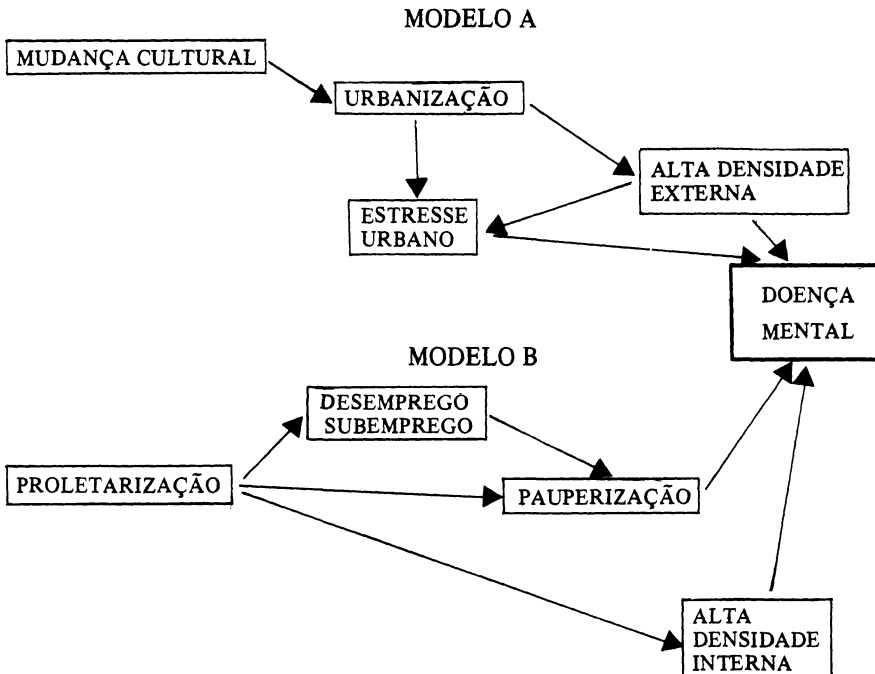 MODELO A
MUDANÇA CULTURAL
URBANIZAÇÃO
ALTA DENSIDADE
EXTERNA
ESTRESSE
URBANO
DOENÇA
MENTAL
MODELO B
DESEMPREGO
SUBEMPREGO
PROLETARIZAÇÃO
PAUPERIZAÇÃO
ALTA
DENSIDADE
INTERNA